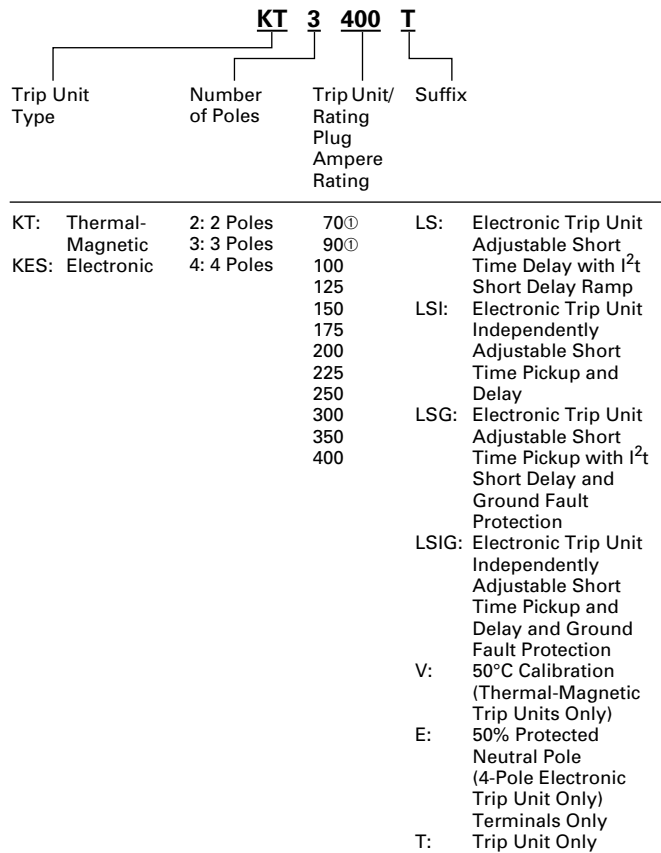 KT 3 400 T
Trip Unit
Type
Number
of Poles
Trip Unit/
Rating
Plug
Ampere
Rating
Suffix
KT: Thermal-
Magnetic
KES: Electronic
2: 2 Poles
3: 3 Poles
4: 4 Poles
70①
90①
100
125
150
175
200
225
250
300
350
400
LS: Electronic Trip Unit
Adjustable Short
Time Delay with I²t
Short Delay Ramp
LSI: Electronic Trip Unit
Independently
Adjustable Short
Time Pickup and
Delay
LSG: Electronic Trip Unit
Adjustable Short
Time Pickup with I²t
Short Delay and
Ground Fault
Protection
LSIG: Electronic Trip Unit
Independently
Adjustable Short
Time Pickup and
Delay and Ground
Fault Protection
V: 50°C Calibration
(Thermal-Magnetic
Trip Units Only)
E: 50% Protected
Neutral Pole
(4-Pole Electronic
Trip Unit Only)
Terminals Only
T: Trip Unit Only